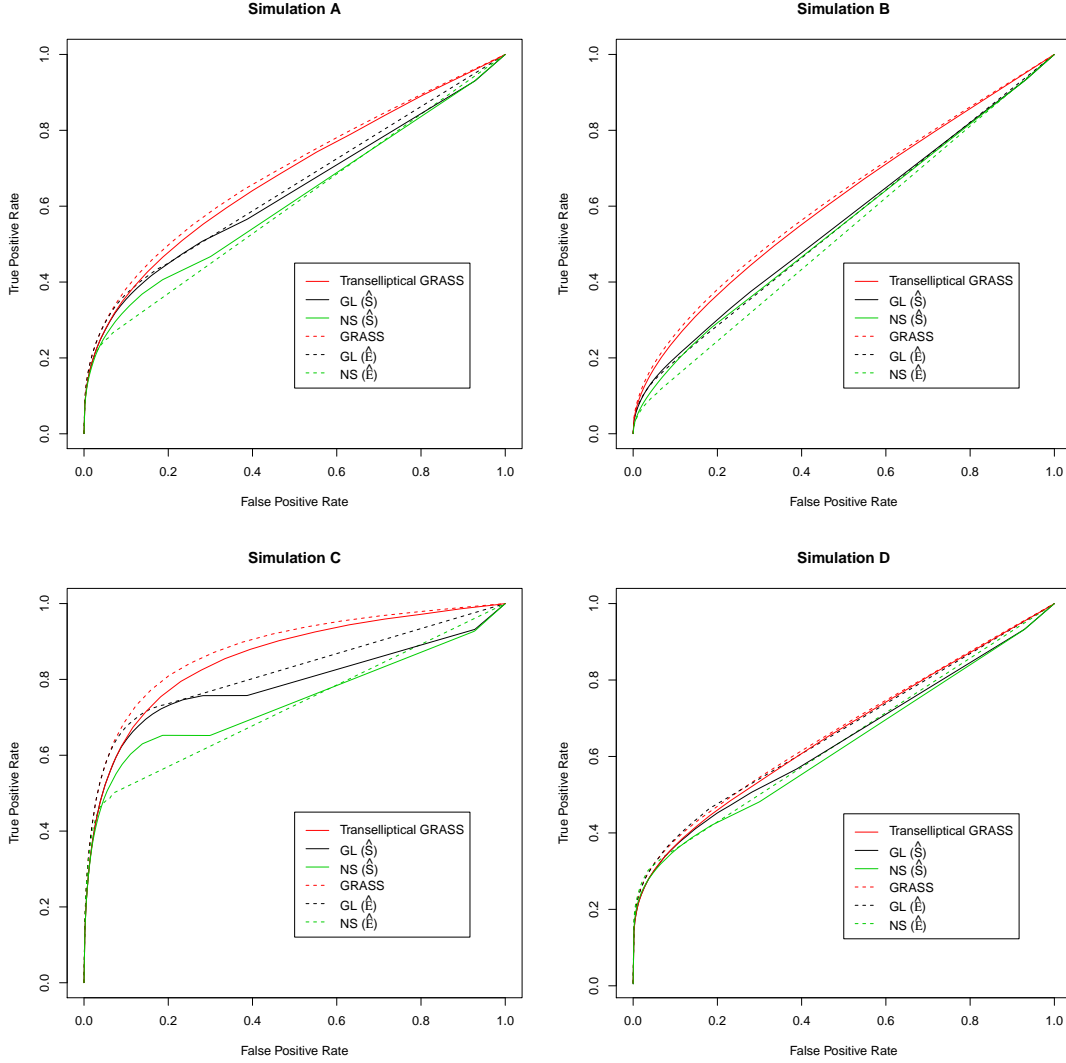 Simulation A
True Positive Rate
0.0 0.2 0.4 0.6 0.8 1.0
Transelliptical GRASS
GL (Ŝ)
NS (Ŝ)
GRASS
GL (Ê)
NS (Ê)
0.0 0.2 0.4 0.6 0.8 1.0
False Positive Rate
Simulation B
True Positive Rate
0.0 0.2 0.4 0.6 0.8 1.0
Transelliptical GRASS
GL (Ŝ)
NS (Ŝ)
GRASS
GL (Ê)
NS (Ê)
0.0 0.2 0.4 0.6 0.8 1.0
False Positive Rate
Simulation C
True Positive Rate
0.0 0.2 0.4 0.6 0.8 1.0
Transelliptical GRASS
GL (Ŝ)
NS (Ŝ)
GRASS
GL (Ê)
NS (Ê)
0.0 0.2 0.4 0.6 0.8 1.0
False Positive Rate
Simulation D
True Positive Rate
0.0 0.2 0.4 0.6 0.8 1.0
Transelliptical GRASS
GL (Ŝ)
NS (Ŝ)
GRASS
GL (Ê)
NS (Ê)
0.0 0.2 0.4 0.6 0.8 1.0
False Positive Rate